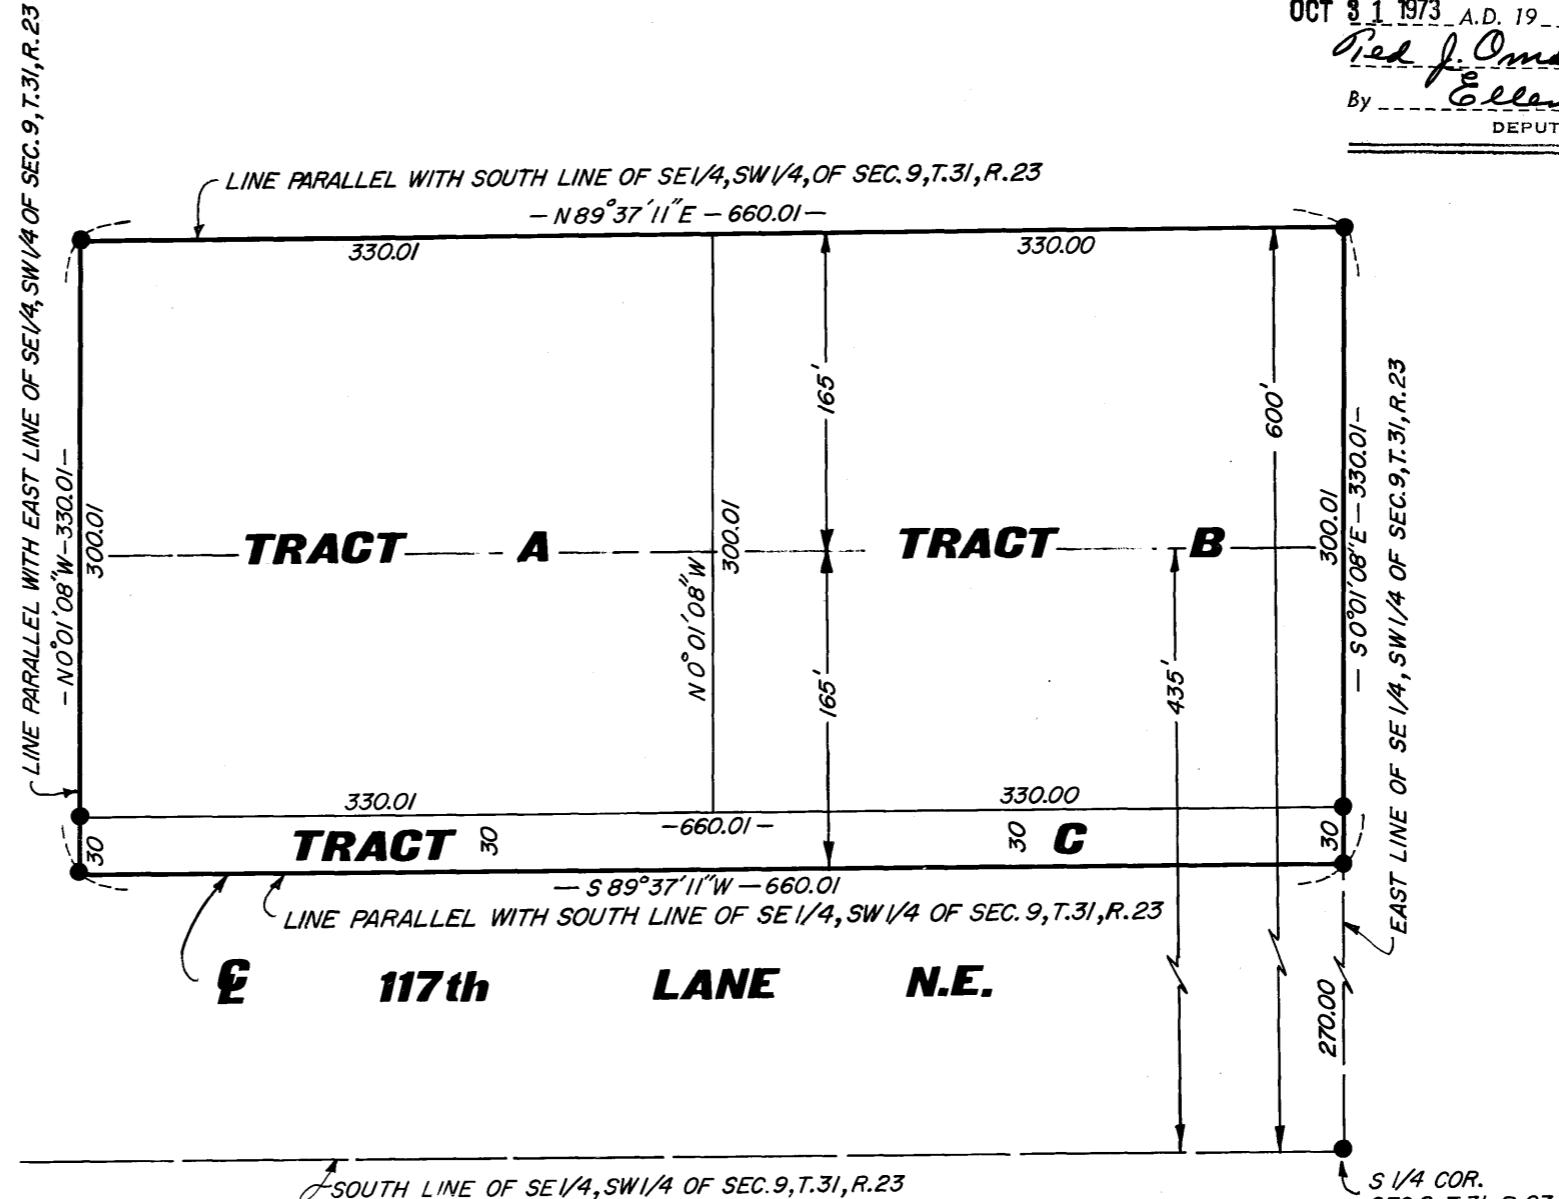 OCT 31 1973 A.D. 19
Ted J.
By Ellen
LINE PARALLEL WITH SOUTH LINE OF SE1/4,SW1/4,OF SEC.9,T.31,R.23
— N89°37'11"E — 660.01—
330.01
330.00
LINE PARALLEL WITH EAST LINE OF SE1/4, SW1/4 OF SEC. 9, T.31, R.23
— N0°01'08"W—330.01—
300.01
TRACT A
165'
165'
N 0°01'08"W
300.01
TRACT B
600'
435'
300.01
— S 0°01'08"E — 330.01—
EAST LINE OF SE 1/4, SW 1/4 OF SEC.9,T.31,R.23
330.01
330.00
—660.01—
30
TRACT
30
30
C
30
— S 89°37'11"W —660.01
LINE PARALLEL WITH SOUTH LINE OF SE1/4,SW1/4 OF SEC. 9,T.31,R.23
℄ 117th LANE N.E.
270.00
SOUTH LINE OF SE1/4,SW1/4 OF SEC.9,T.31,R.23
S 1/4 COR.